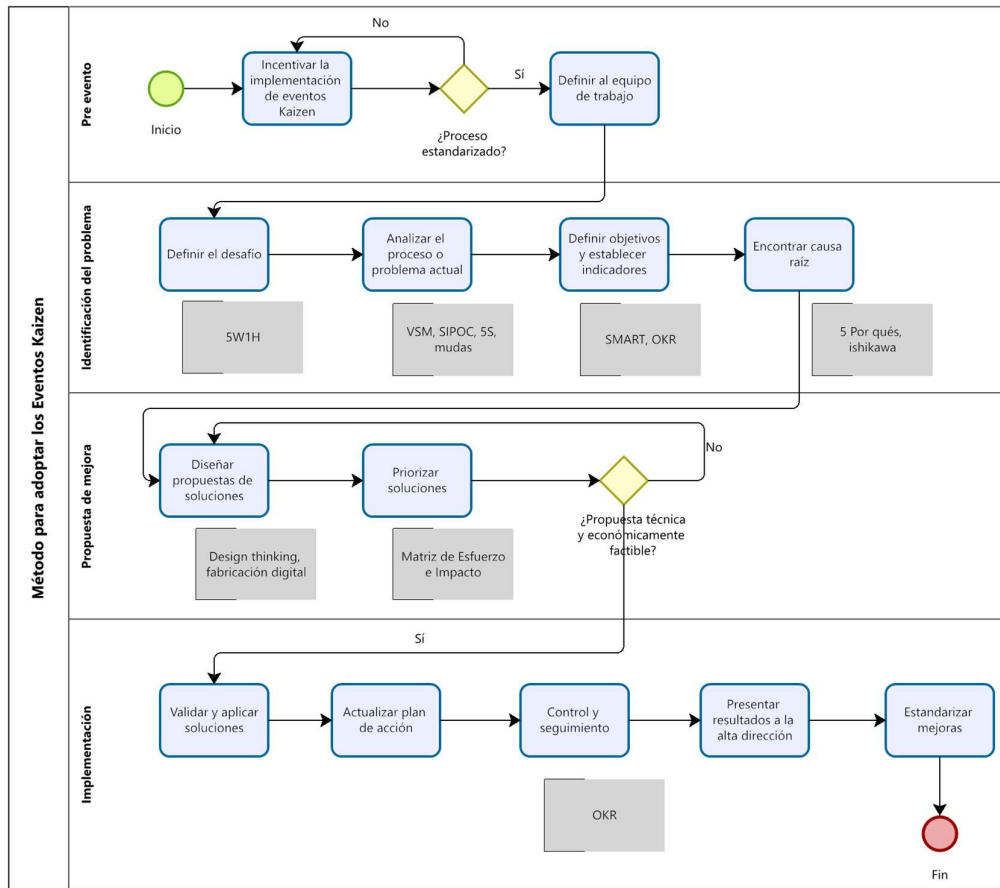 Método para adoptar los Eventos Kaizen
Pre evento
No
Incentivar la
implementación
de eventos
Kaizen
Sí
Definir al equipo
de trabajo
Inicio
¿Proceso
estandarizado?
Identificación del problema
Definir el desafío
Analizar el
proceso o
problema actual
Definir objetivos
y establecer
indicadores
Encontrar causa
raíz
5W1H
VSM, SIPOC, 5S,
mudas
SMART, OKR
5 Por qués,
ishikawa
Propuesta de mejora
No
Diseñar
propuestas de
soluciones
Priorizar
soluciones
¿Propuesta técnica
y económicamente
factible?
Design thinking,
fabricación digital
Matriz de Esfuerzo
e Impacto
Implementación
Sí
Validar y aplicar
soluciones
Actualizar plan
de acción
Control y
seguimiento
Presentar
resultados a la
alta dirección
Estandarizar
mejoras
OKR
Fin